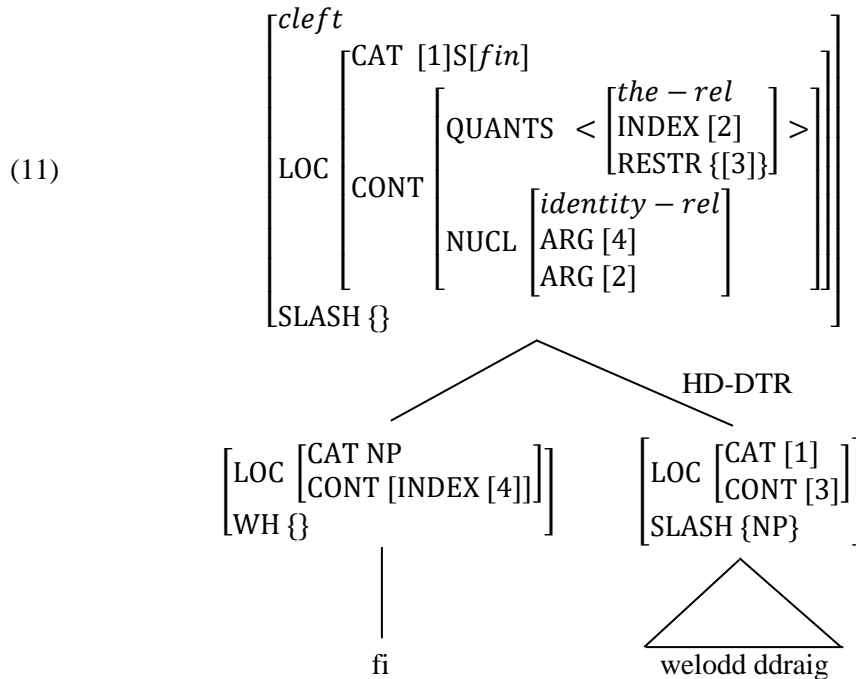 cleft
CAT [1]S[fin]
the − rel
QUANTS < INDEX [2] >
RESTR {[3]}
(11)
LOC
CONT
identity − rel
NUCL ARG [4]
ARG [2]
SLASH {}
HD-DTR
LOC [CAT NP
CONT [INDEX [4]]]
WH {}
LOC [CAT [1]
CONT [3]]
SLASH {NP}
fi
welodd ddraig